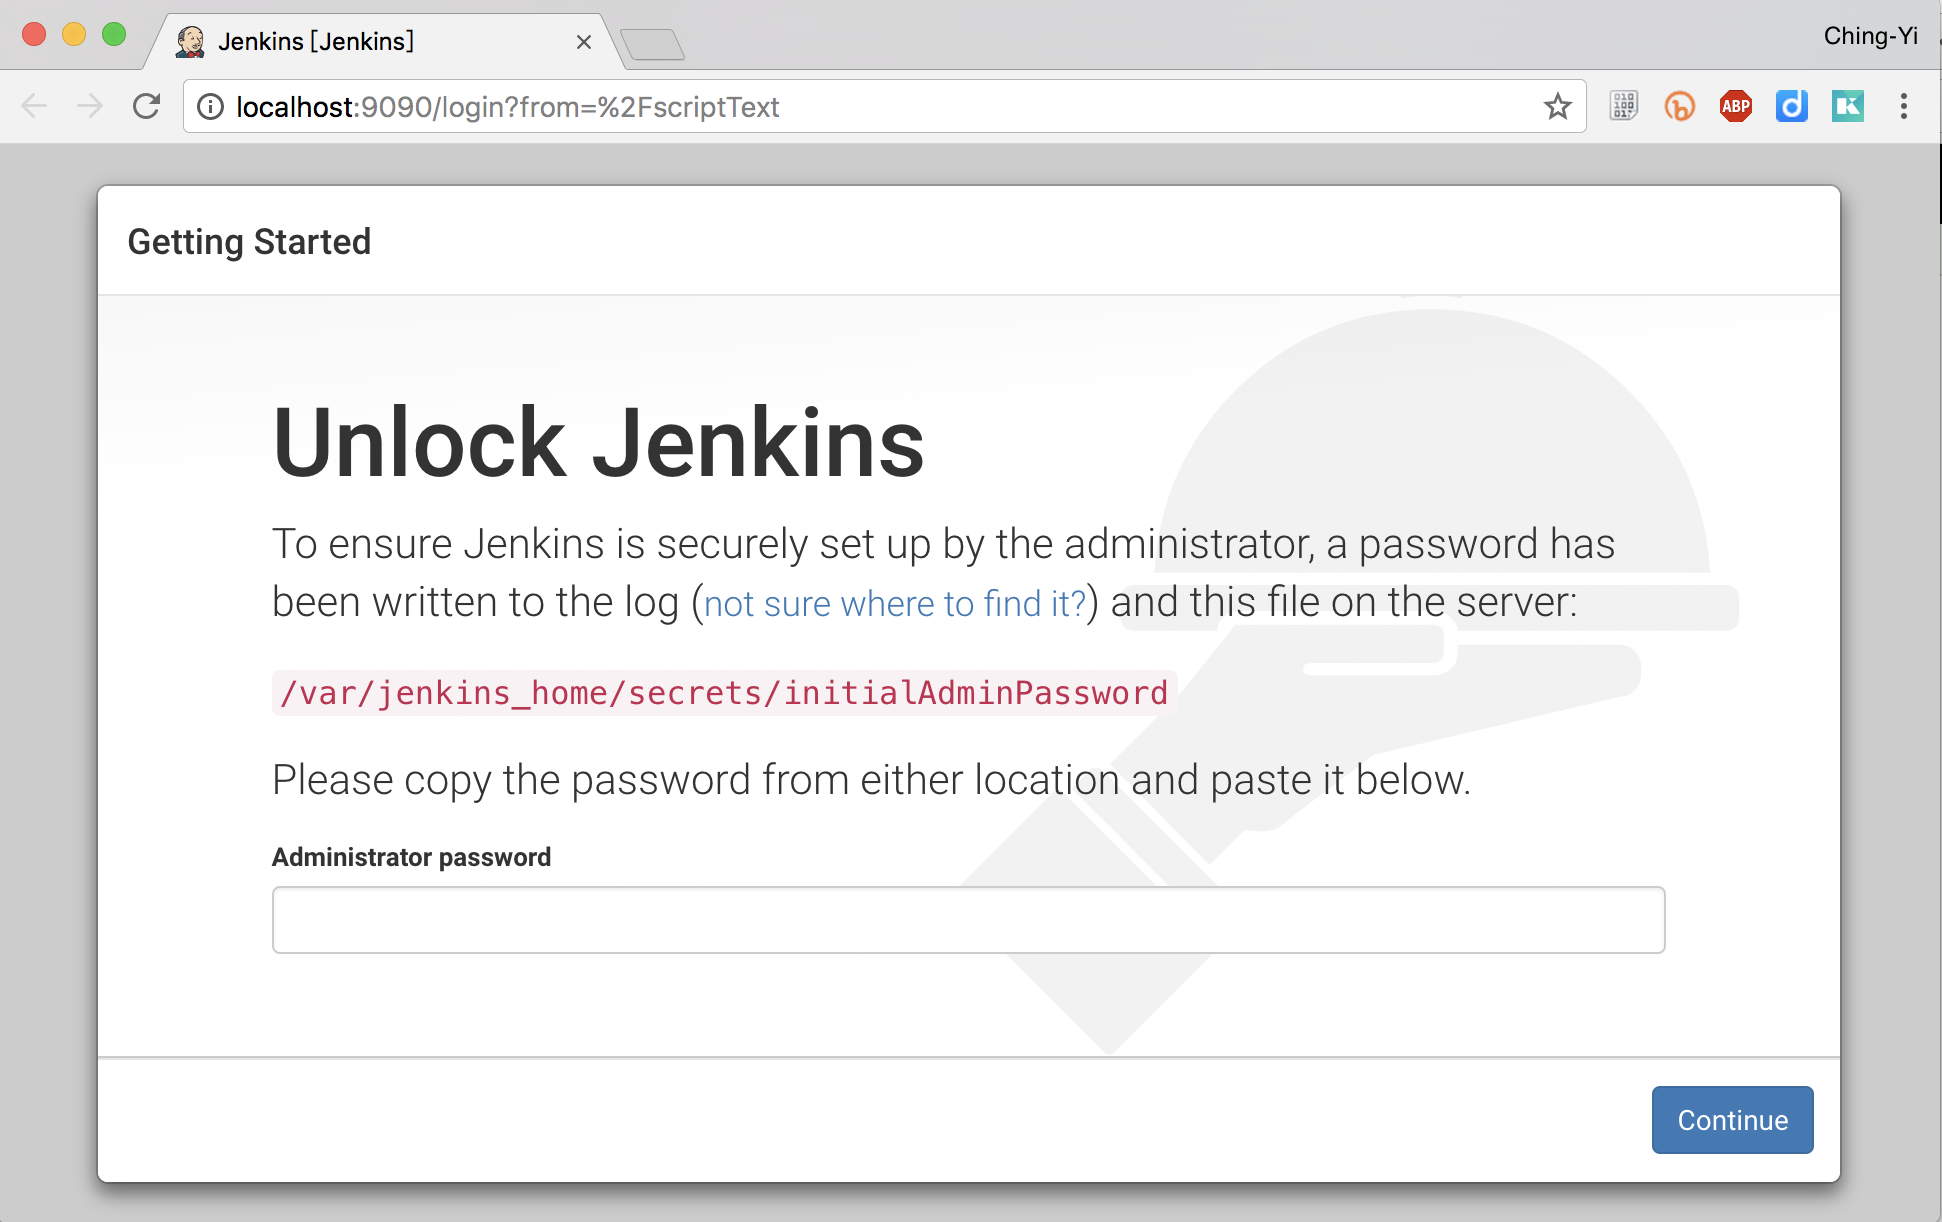 Jenkins [Jenkins]
Ching-Yi
localhost:9090/login?from=%2FscriptText
010
100
01
b
ABP
d
K
Getting Started
Unlock Jenkins
To ensure Jenkins is securely set up by the administrator, a password has
been written to the log (not sure where to find it?) and this file on the server:
/var/jenkins_home/secrets/initialAdminPassword
Please copy the password from either location and paste it below.
Administrator password
Continue